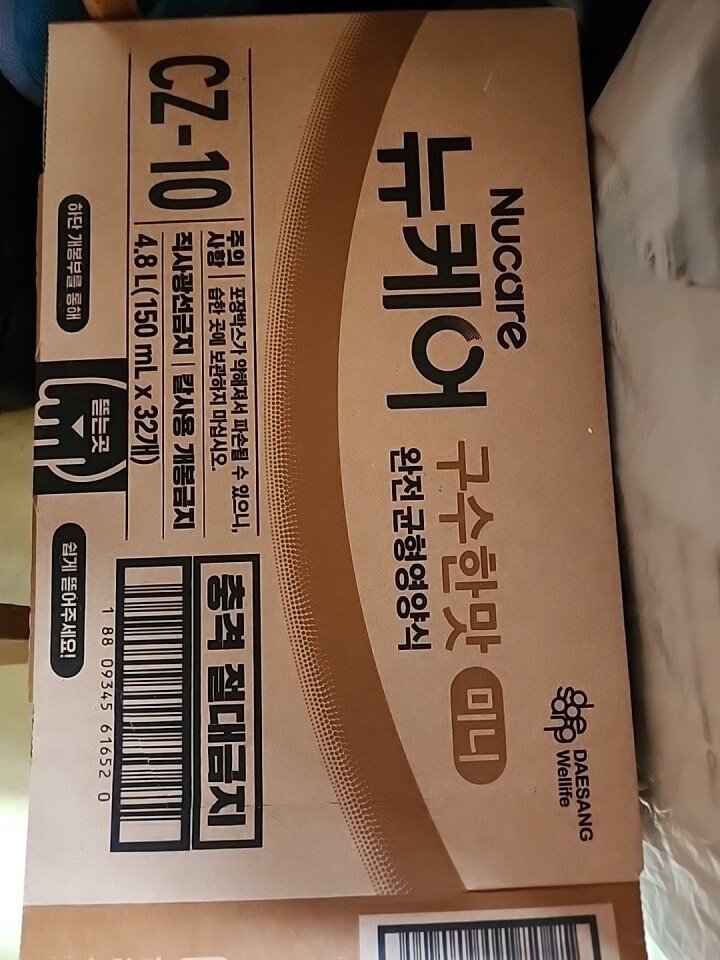 Nucare
뉴케어 구수한맛 미니
완전 균형영양식
DAESANG
Wellife
CZ-10
주의사항 | 포장박스가 약해져서 파손될 수 있으니,
습한 곳에 보관하지 마십시오.
직사광선금지 | 칼사용 개봉금지
4.8 L(150 mL x 32개)
충격 절대금지
1 88 09345 61652 0
하단 개봉부를 통해
뜯는곳
쉽게 뜯어주세요!